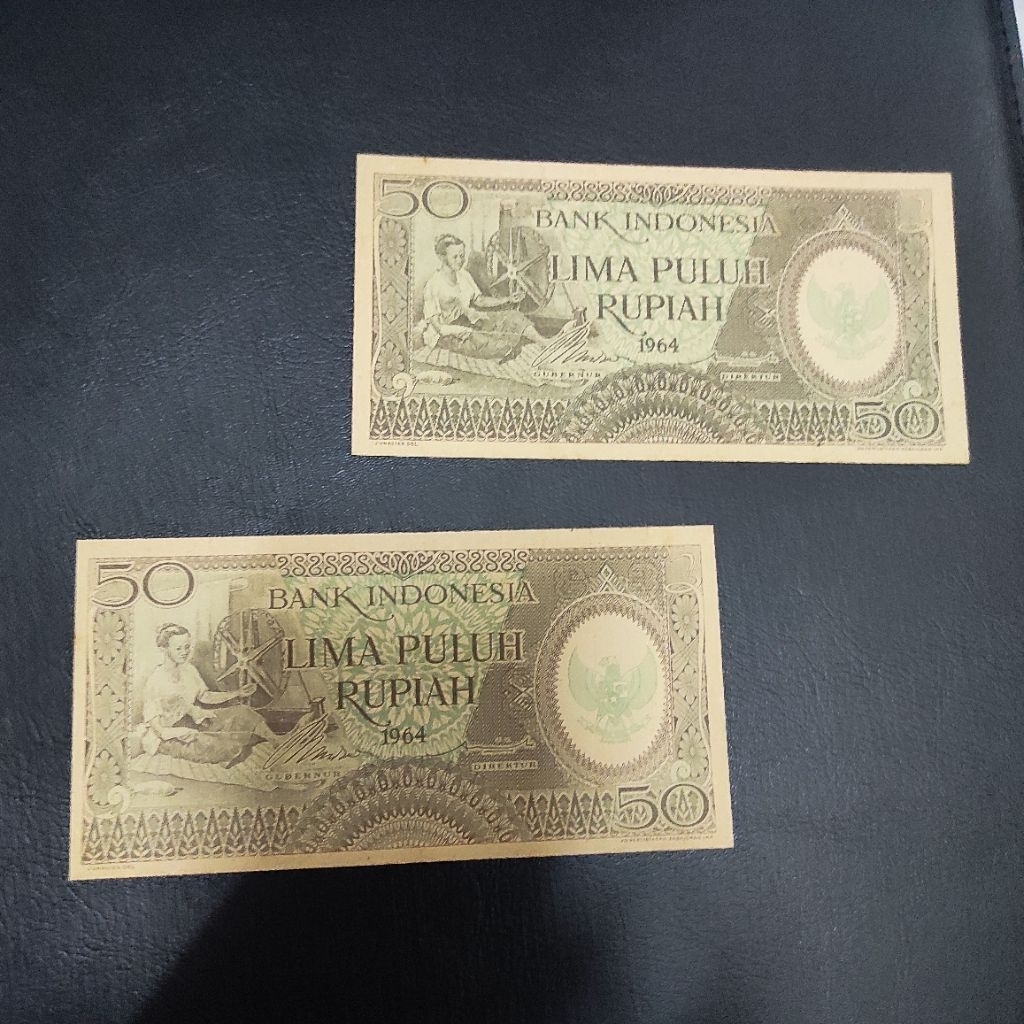 50
BANK INDONESIA
LIMA PULUH
RUPIAH
1964
GUBERNUR
DIREKTUR
50
50
BANK INDONESIA
LIMA PULUH
RUPIAH
1964
GUBERNUR
DIREKTUR
50